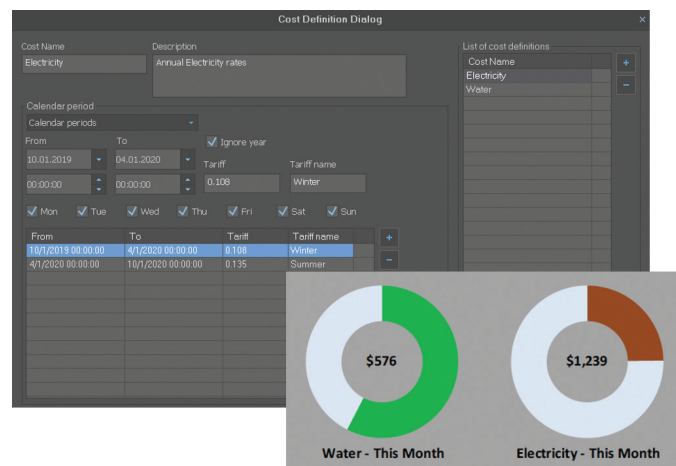 Cost Definition Dialog
Cost Name Description
Electricity Annual Electricity rates
List of cost definitions
Cost Name
Electricity
Water
+
-
Calendar period
Calendar periods
From To Ignore year
10.01.2019 04.01.2020 Tariff Tariff name
00:00:00 00:00:00 0.108 Winter
Mon Tue Wed Thu Fri Sat Sun
From To Tariff Tariff name
10/1/2019 00:00:00 4/1/2020 00:00:00 0.108 Winter
4/1/2020 00:00:00 10/1/2020 00:00:00 0.135 Summer
+
-
$576 $1,239
Water - This Month Electricity - This Month